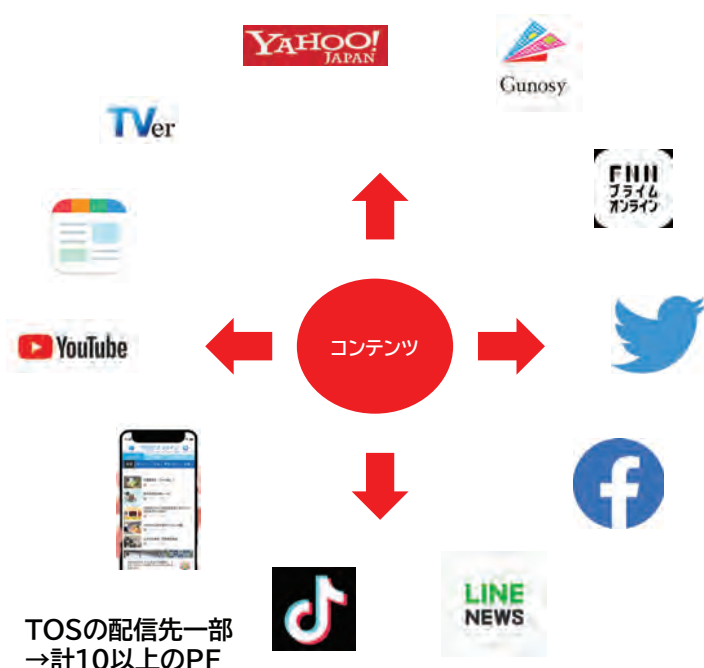 YAHOO!
JAPAN
Gunosy
TVer
FNN
プライム
オンライン
YouTube
コンテンツ
LINE
NEWS
TOSの配信先一部
→計10以上のPF